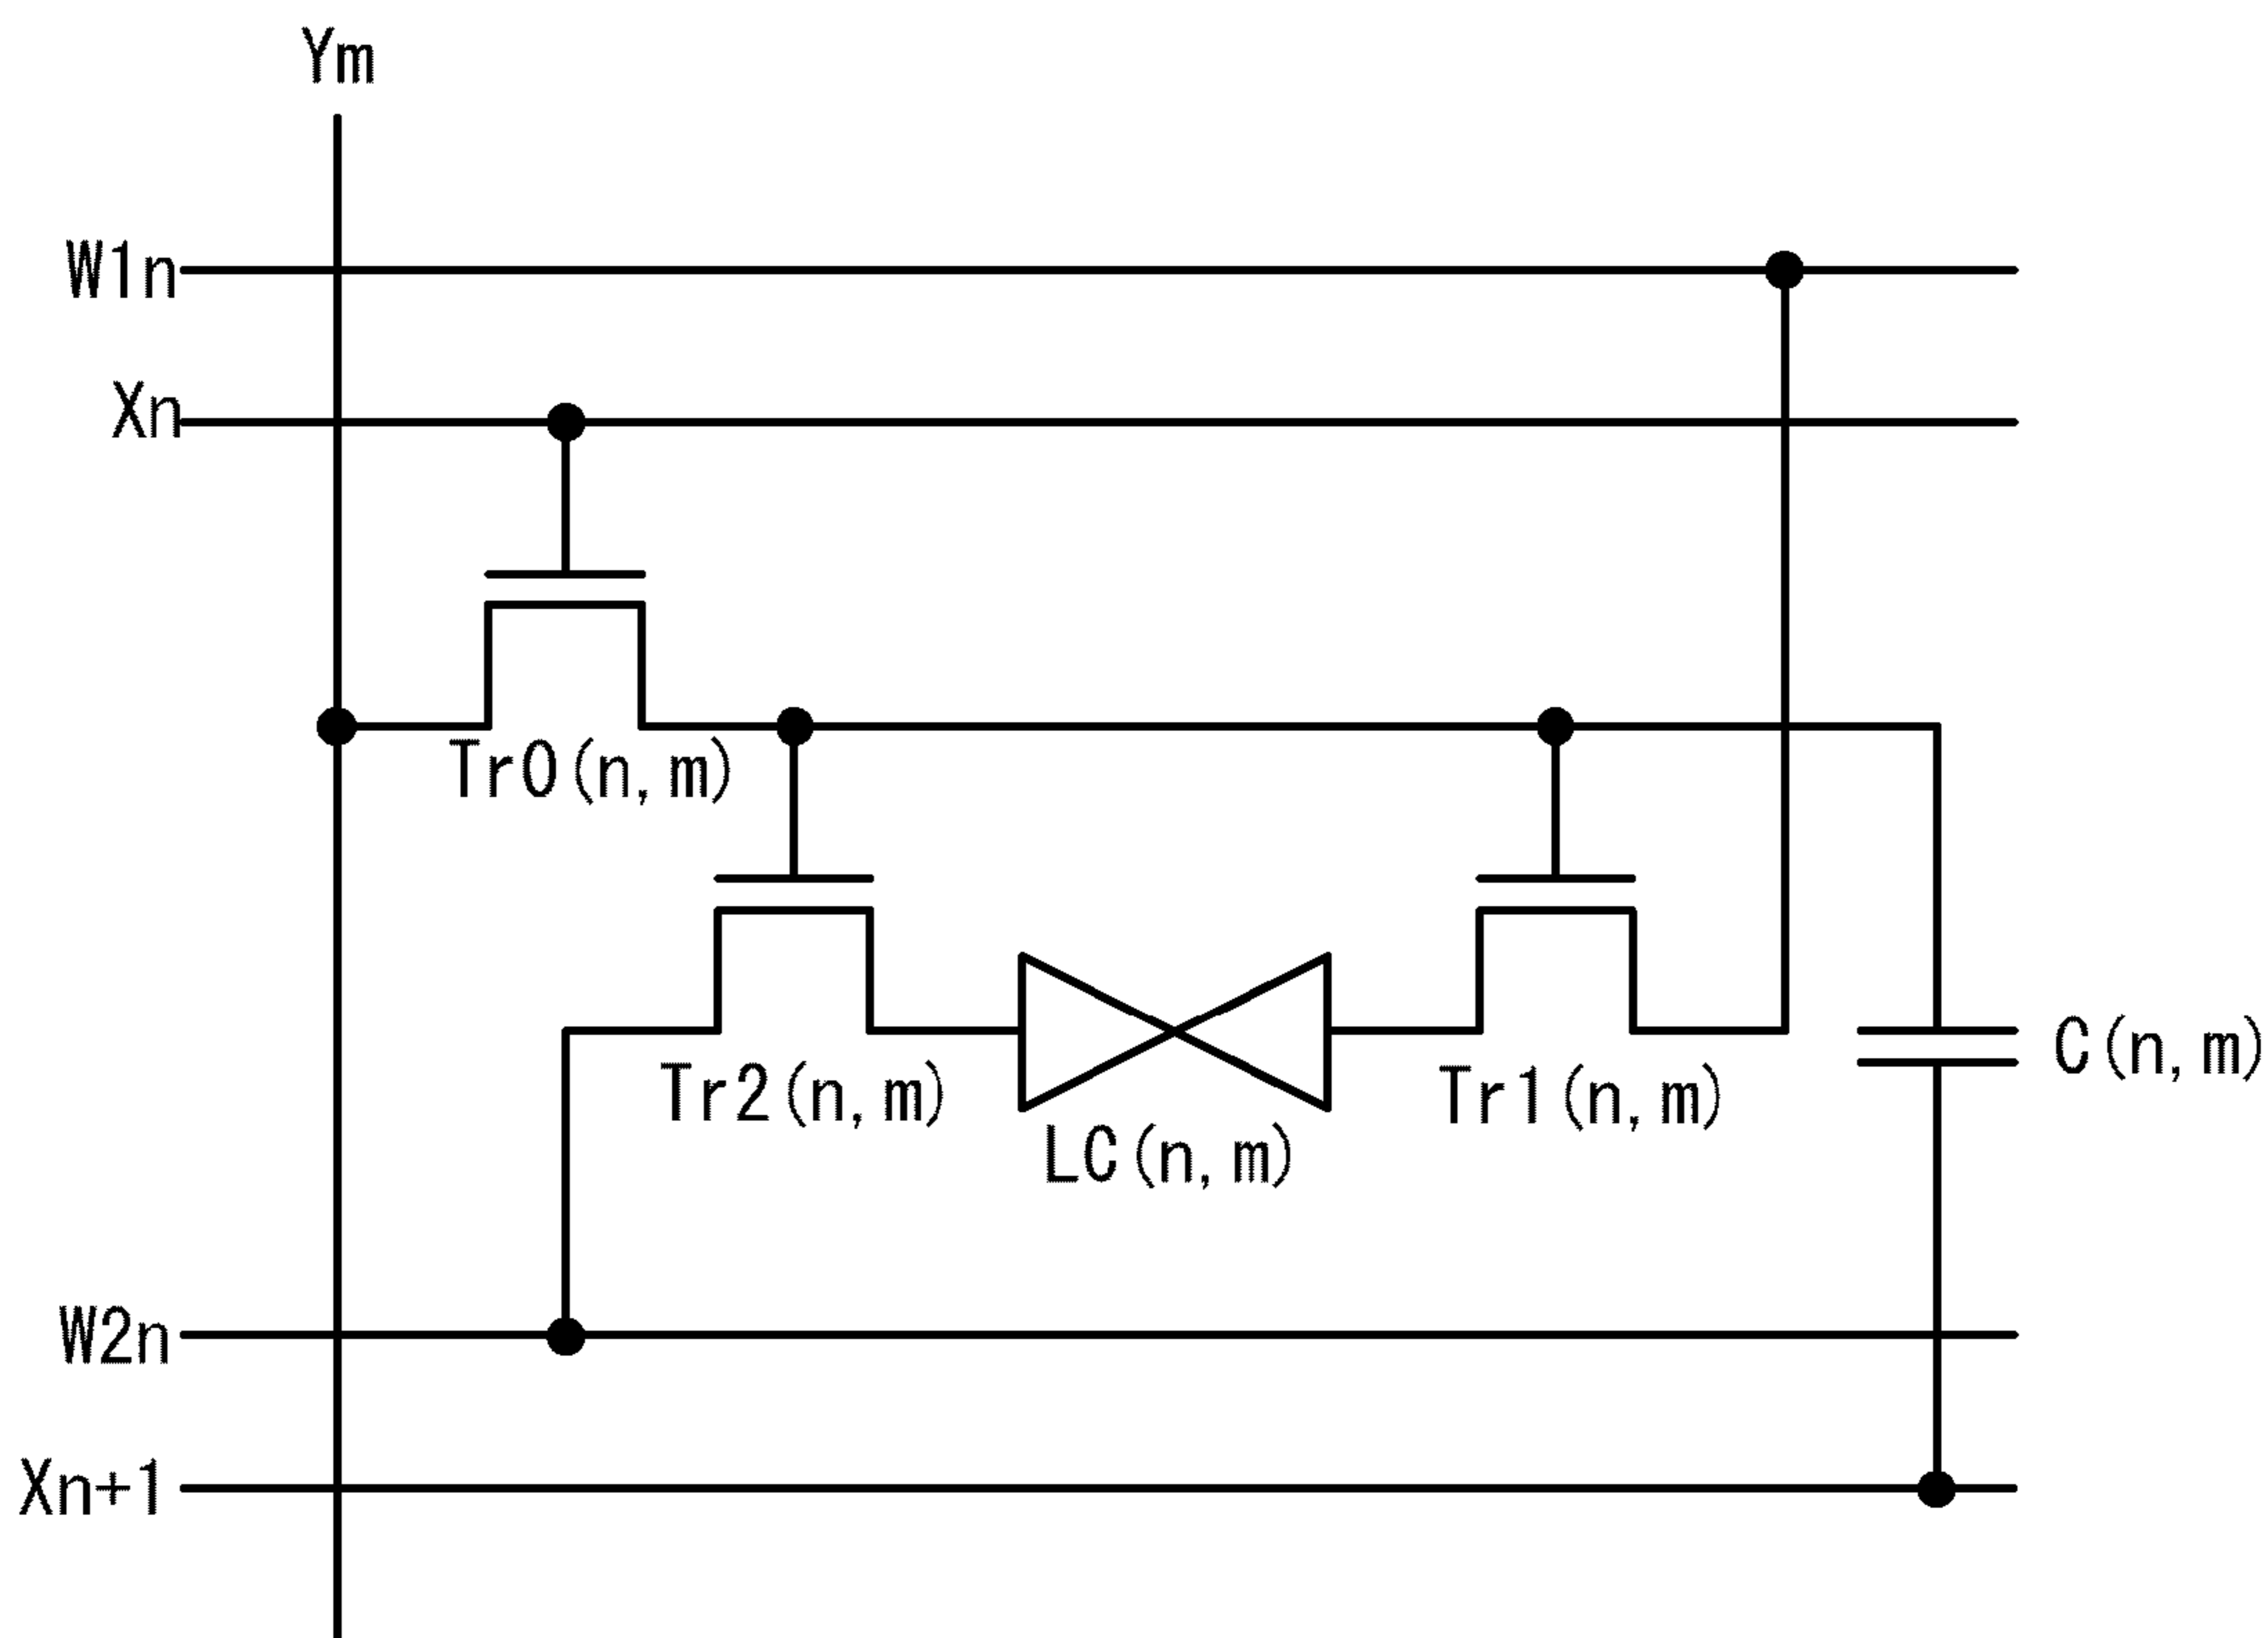 Ym
W1n
Xn
Tr0(n,m)
C(n,m)
Tr2(n,m)
Tr1(n,m)
LC(n,m)
W2n
Xn+1